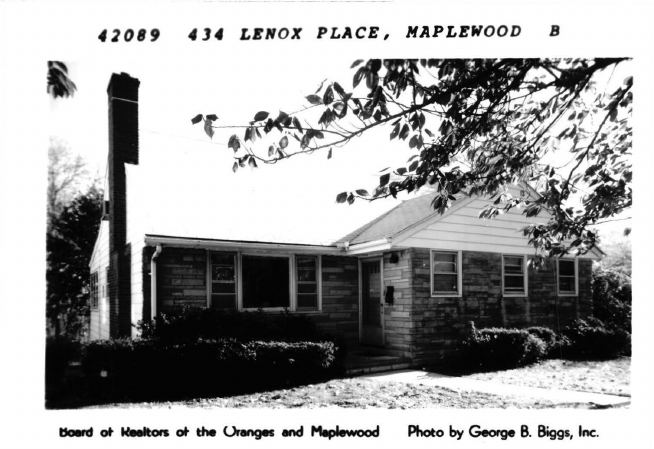 42089 434 LENOX PLACE, MAPLEWOOD B
Board of Realtors of the Oranges and Maplewood Photo by George B. Biggs, Inc.